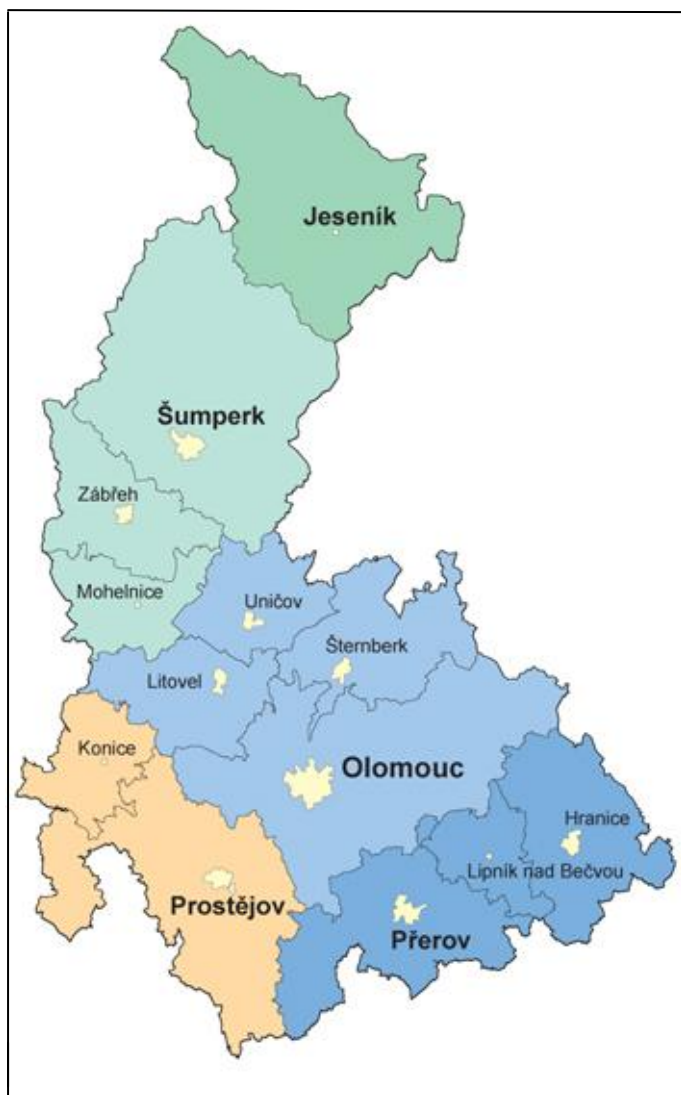 Jeseník
Šumperk
Zábřeh
Mohelnice
Uničov
Šternberk
Litovel
Konice
Olomouc
Hranice
Lipník nad Bečvou
Prostějov
Přerov